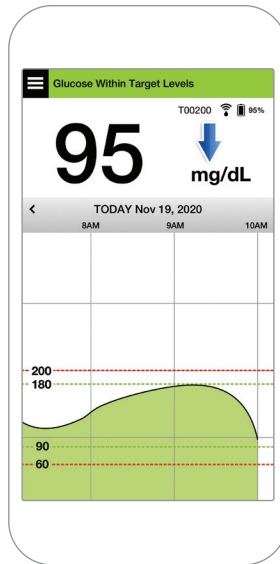 Glucose Within Target Levels
T00200 95%
95
mg/dL
< TODAY Nov 19, 2020
8AM 9AM 10AM
200
180
90
60